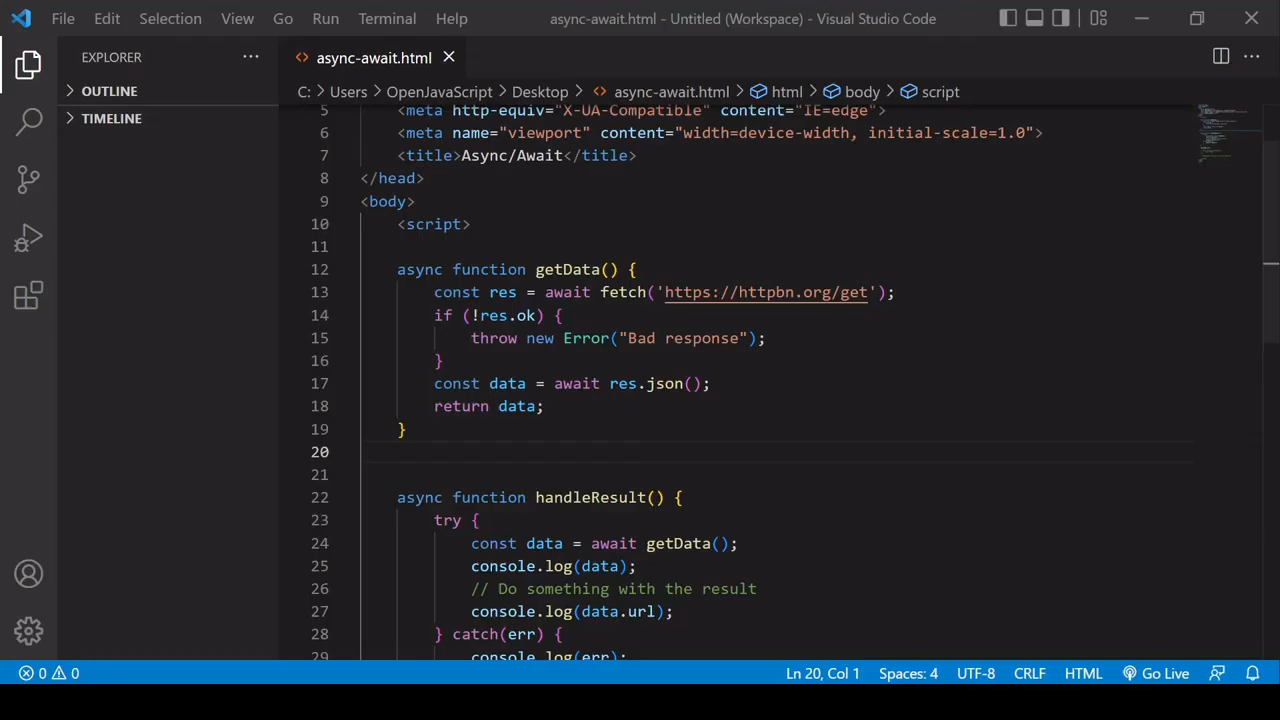 File Edit Selection View Go Run Terminal Help async-await.html - Untitled (Workspace) - Visual Studio Code
EXPLORER
OUTLINE
TIMELINE
async-await.html
C: > Users > OpenJavaScript > Desktop > async-await.html > html > body > script
5 <meta http-equiv="X-UA-Compatible" content="IE=edge">
6 <meta name="viewport" content="width=device-width, initial-scale=1.0">
7 <title>Async/Await</title>
8 </head>
9 <body>
10 <script>
11
12 async function getData() {
13 const res = await fetch('https://httpbn.org/get');
14 if (!res.ok) {
15 throw new Error("Bad response");
16 }
17 const data = await res.json();
18 return data;
19 }
20
21
22 async function handleResult() {
23 try {
24 const data = await getData();
25 console.log(data);
26 // Do something with the result
27 console.log(data.url);
28 } catch(err) {
29 console.log(err);
0 0 Ln 20, Col 1 Spaces: 4 UTF-8 CRLF HTML Go Live